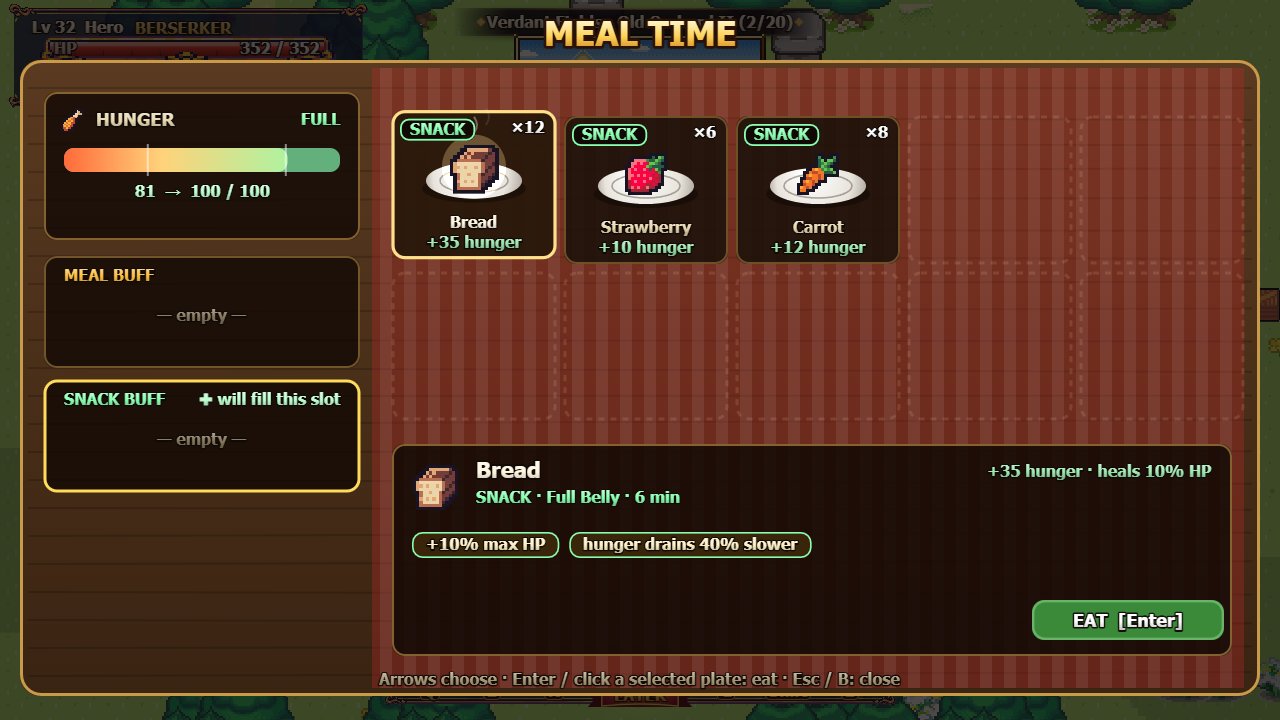 Lv 32 Hero BERSERKER
HP 352 / 352
(2/20)
MEAL TIME
HUNGER FULL
81 → 100 / 100
MEAL BUFF
— empty —
SNACK BUFF ✚ will fill this slot
— empty —
SNACK ×12
Bread
+35 hunger
SNACK ×6
Strawberry
+10 hunger
SNACK ×8
Carrot
+12 hunger
Bread
SNACK · Full Belly · 6 min
+35 hunger · heals 10% HP
+10% max HP
hunger drains 40% slower
EAT [Enter]
Arrows choose · Enter / click a selected plate: eat · Esc / B: close